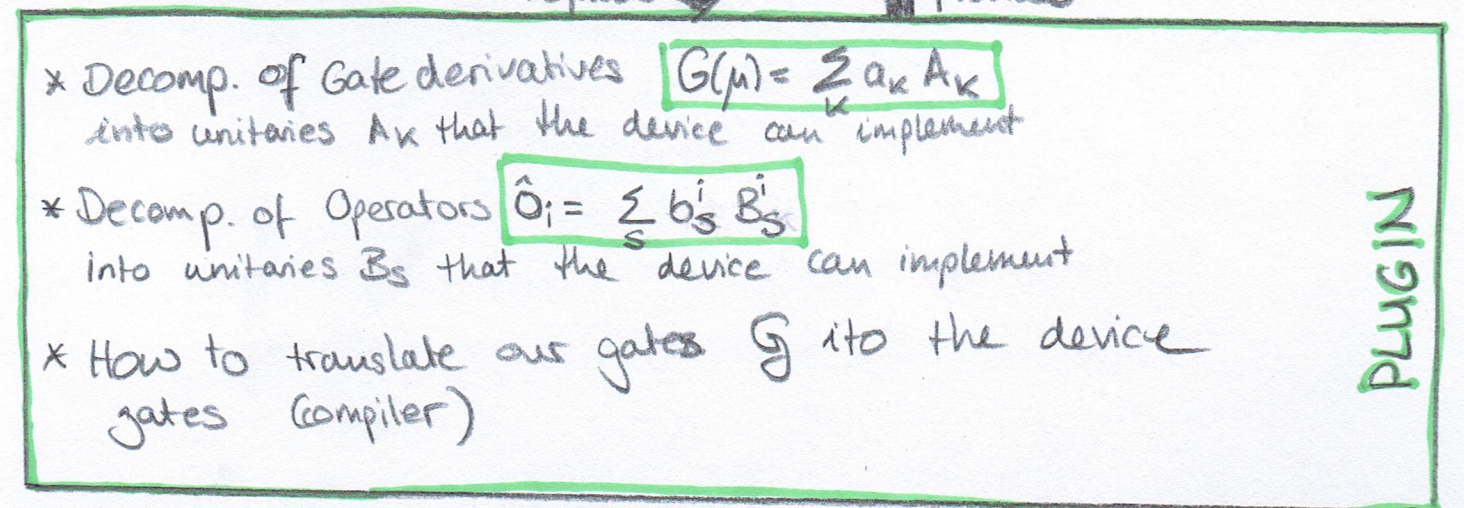 * Decomp. of Gate derivatives G(μ) = Σ_k a_k A_k
into unitaries A_k that the device can implement
* Decomp. of Operators Ô_i = Σ_s b_s^i B_s^i
into unitaries B_s that the device can implement
* How to translate our gates G ito the device
gates (compiler)
PLUGIN